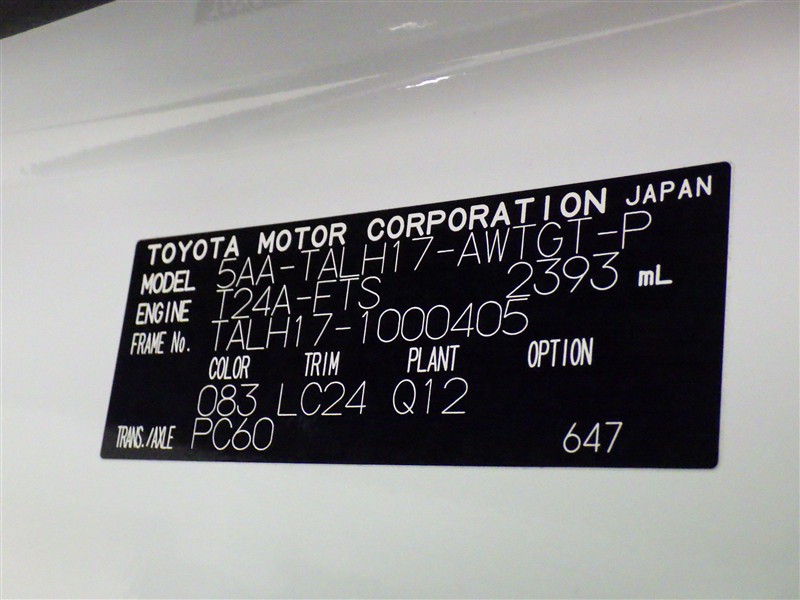 TOYOTA MOTOR CORPORATION JAPAN
MODEL 5AA-TALH17-AWTGT-P
ENGINE T24A-FTS 2393 mL
FRAME No. TALH17-1000405
COLOR TRIM PLANT OPTION
083 LC24 Q12
TRANS./AXLE PC60 647